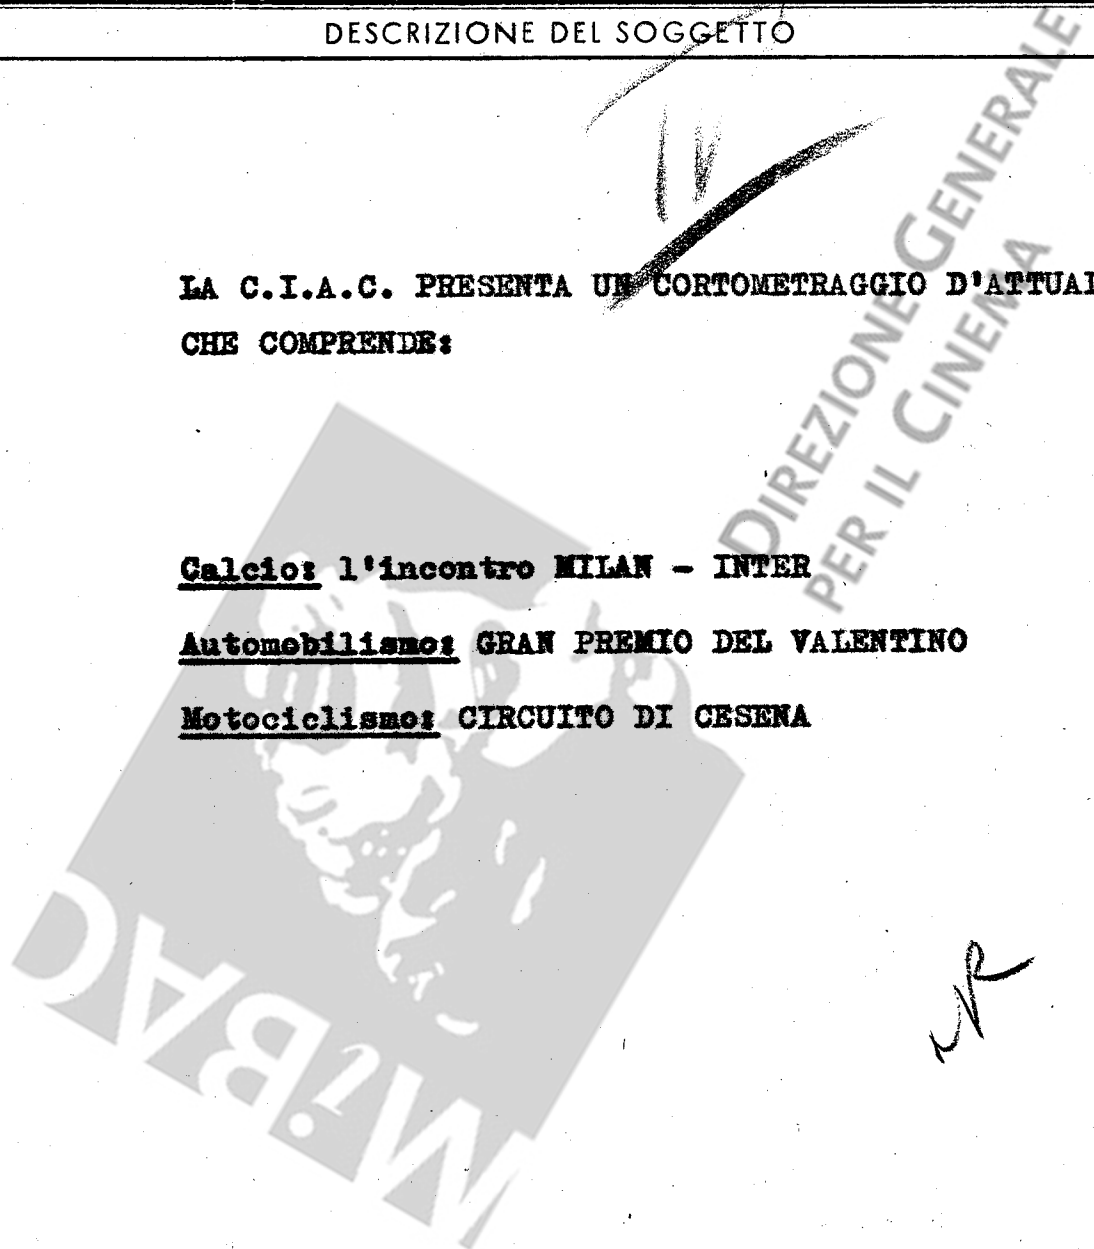 DESCRIZIONE DEL SOGGETTO
LA C.I.A.C. PRESENTA UN CORTOMETRAGGIO D'ATTUAL
CHE COMPRENDE:
Calcio: l'incontro MILAN - INTER
Automobilismo: GRAN PREMIO DEL VALENTINO
Motociclismo: CIRCUITO DI CESENA
DIREZIONE GENERALE
PER IL CINEMA
MiBAC